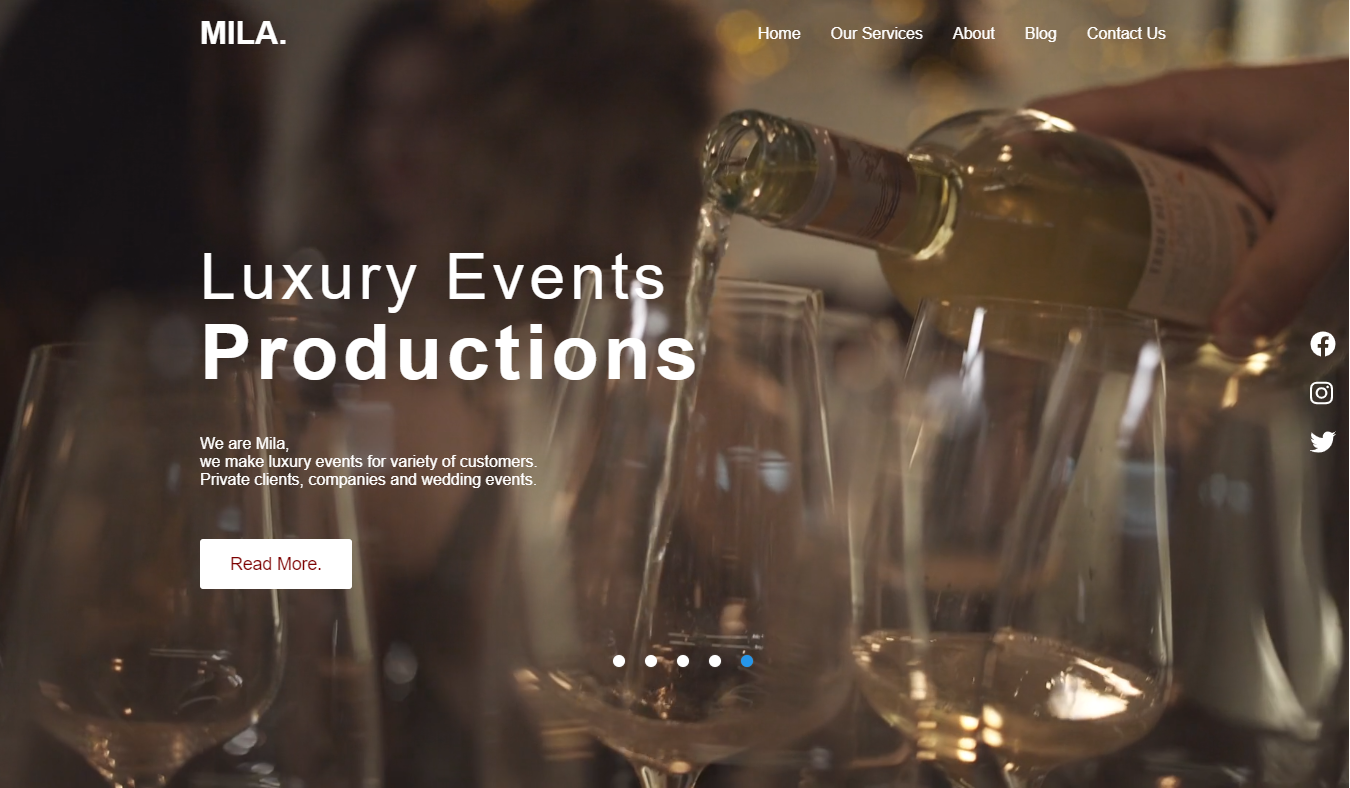 MILA.
Home Our Services About Blog Contact Us
Luxury Events
Productions
We are Mila,
we make luxury events for variety of customers.
Private clients, companies and wedding events.
Read More.